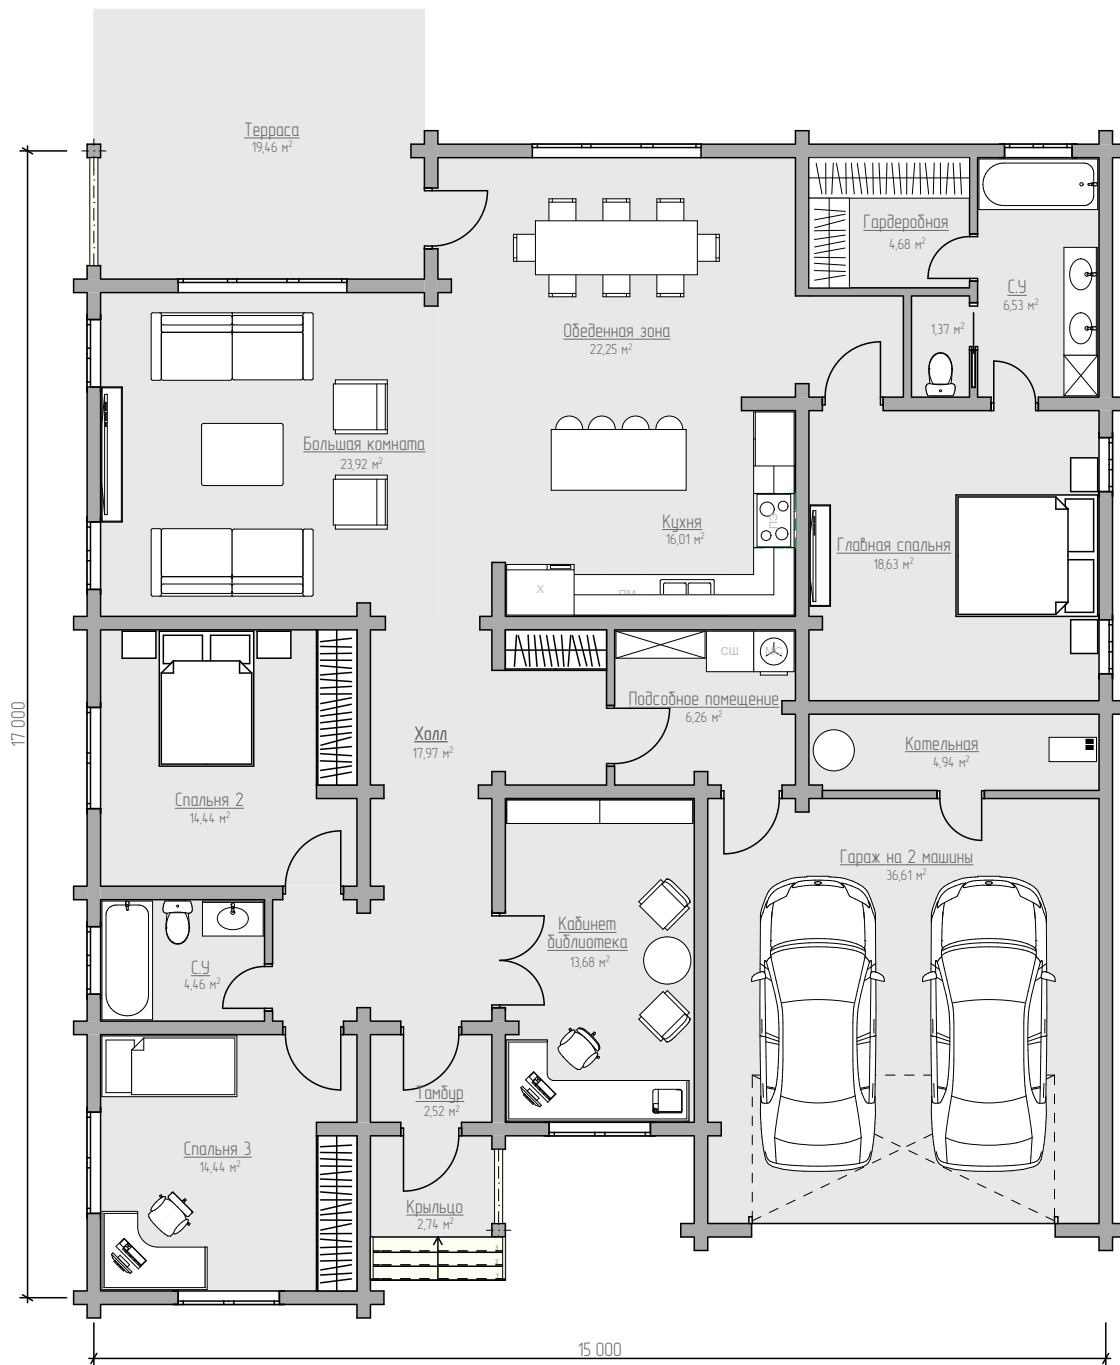 Терраса
19,46 м²
Гардеробная
4,68 м²
С.У
6,53 м²
1,37 м²
Обеденная зона
22,25 м²
Большая комната
23,92 м²
Кухня
16,01 м²
ПЭ
Главная спальня
18,63 м²
Х
ПМ
СШ
МС
Подсобное помещение
6,26 м²
Холл
17,97 м²
Котельная
4,94 м²
17 000
Спальня 2
14,44 м²
Гараж на 2 машины
36,61 м²
Кабинет
библиотека
13,68 м²
С.У
4,46 м²
Тамбур
2,52 м²
Спальня 3
14,44 м²
Крыльцо
2,74 м²
15 000